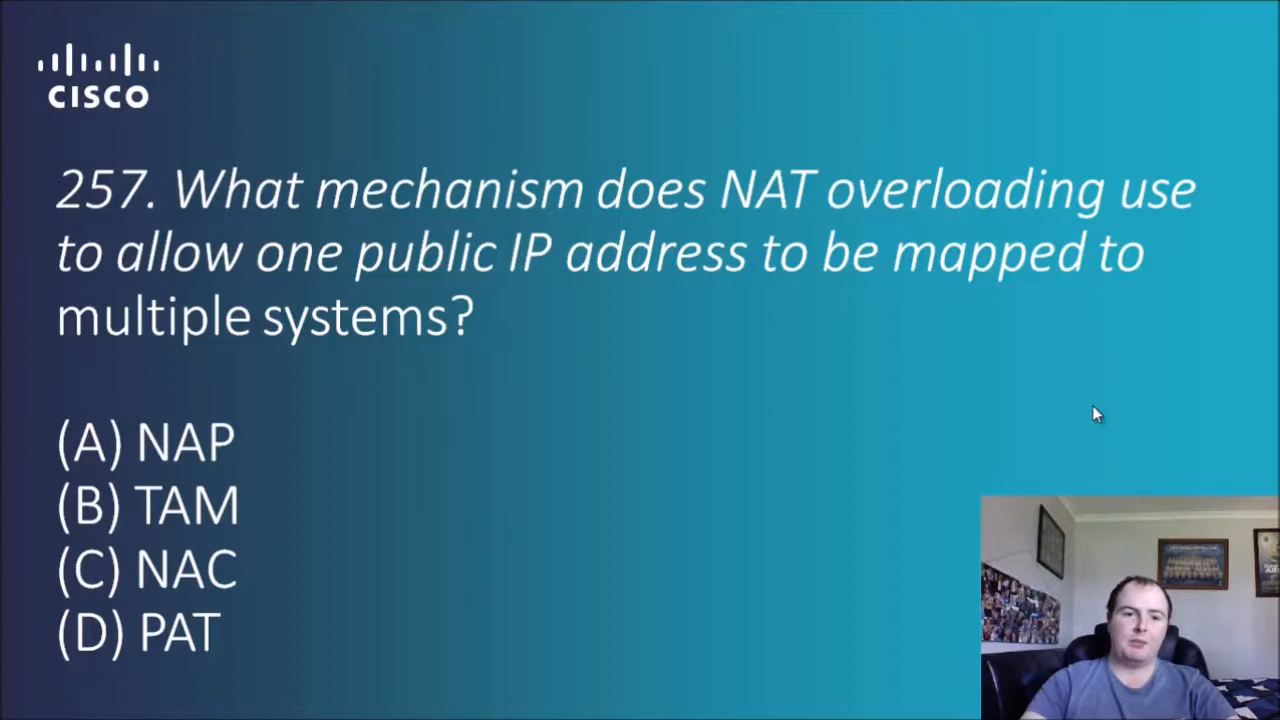 CISCO
257. What mechanism does NAT overloading use
to allow one public IP address to be mapped to
multiple systems?
(A) NAP
(B) TAM
(C) NAC
(D) PAT